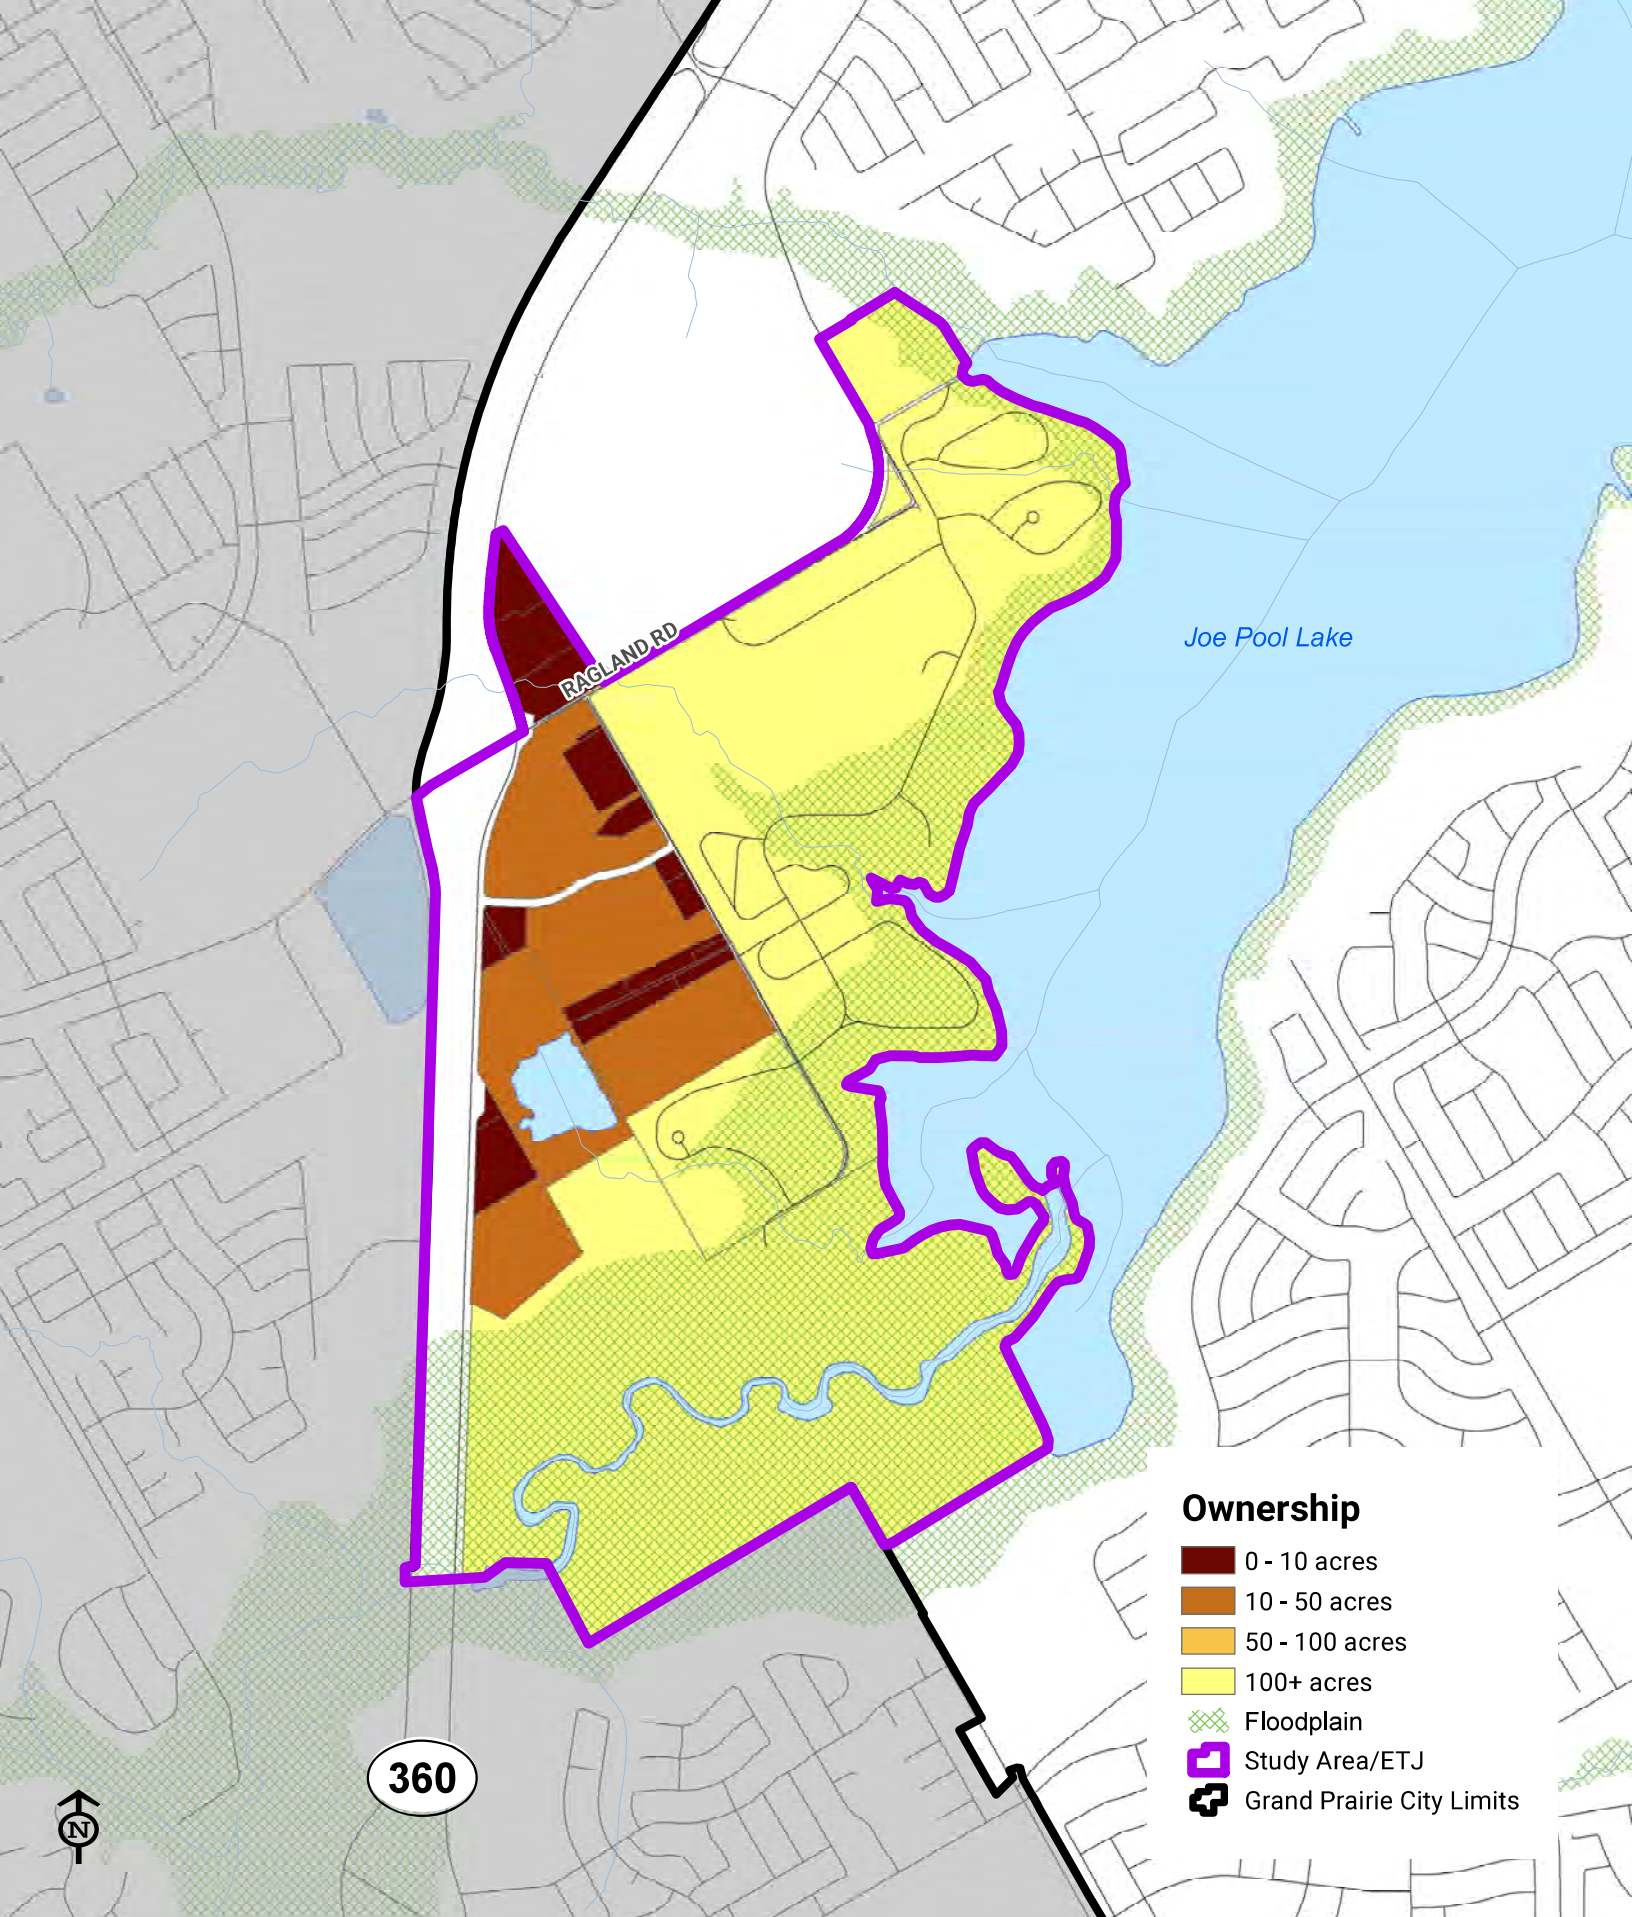 Joe Pool Lake
RAGLAND RD
Ownership
0 - 10 acres
10 - 50 acres
50 - 100 acres
100+ acres
Floodplain
Study Area/ETJ
Grand Prairie City Limits
360
N